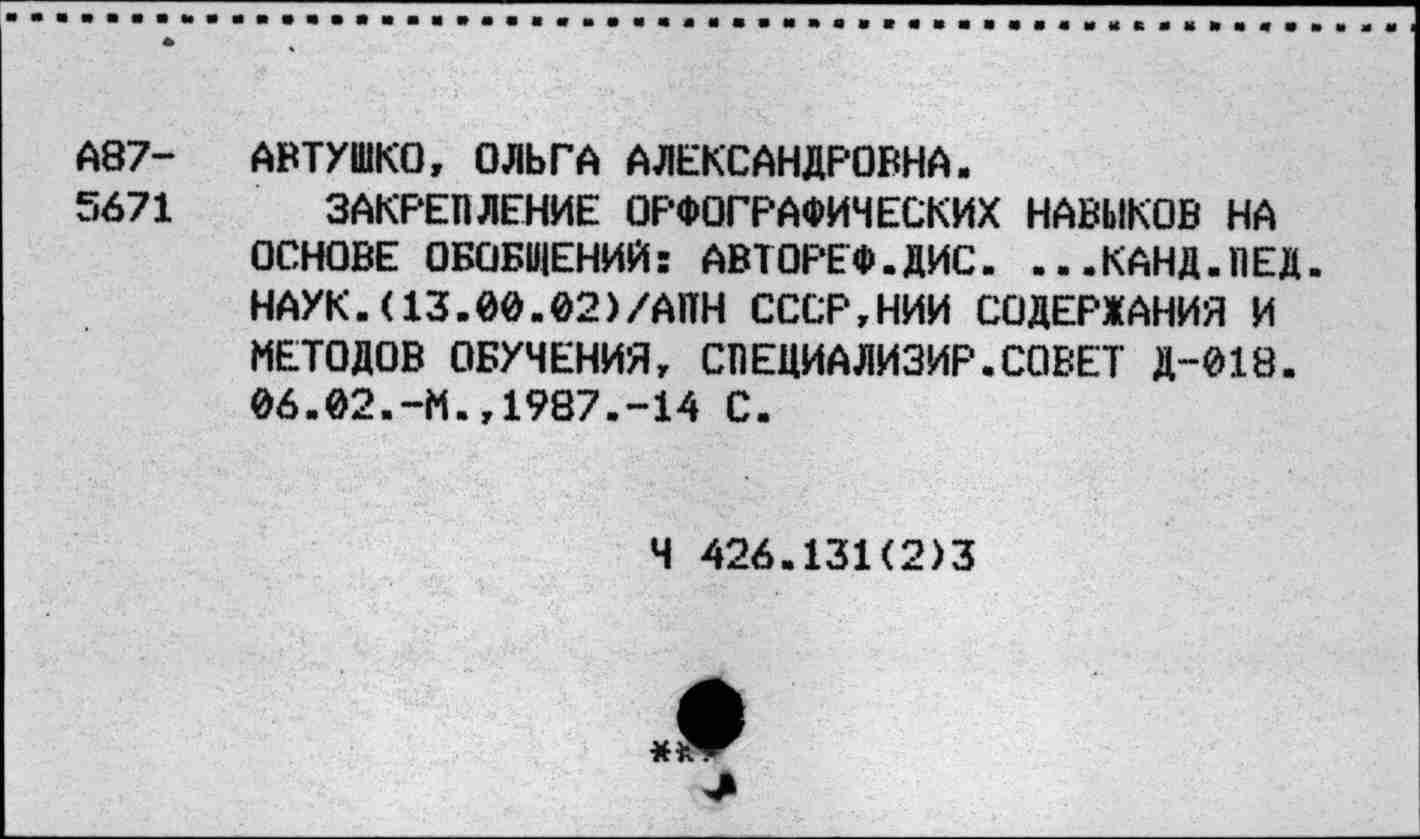 А87- АВТУШКО, ОЛЬГА АЛЕКСАНДРОВНА.
5671 ЗАКРЕПЛЕНИЕ ОРФОГРАФИЧЕСКИХ НАВЫКОВ НА
ОСНОВЕ ОБОБЩЕНИЙ: АВТОРЕФ.ДИС. ...КАНД.ПЕД.
НАУК.(13.00.02)/АПН СССР,НИИ СОДЕРЖАНИЯ И
МЕТОДОВ ОБУЧЕНИЯ, СПЕЦИАЛИЗИР.СОВЕТ Д-018.
06.02.-М.,1987.-14 С.
Ч 426.131(2)3
**